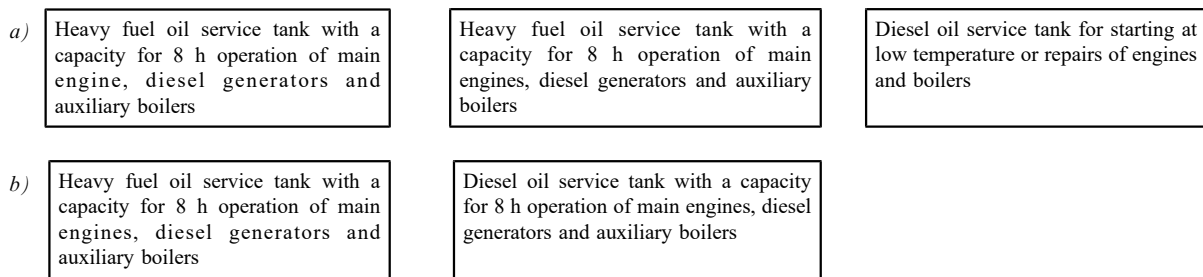 a)
Heavy fuel oil service tank with a
capacity for 8 h operation of main
engine, diesel generators and
auxiliary boilers
Heavy fuel oil service tank with a
capacity for 8 h operation of main
engines, diesel generators and auxiliary
boilers
Diesel oil service tank for starting at
low temperature or repairs of engines
and boilers
b)
Heavy fuel oil service tank with a
capacity for 8 h operation of main
engines, diesel generators and
auxiliary boilers
Diesel oil service tank with a capacity
for 8 h operation of main engines, diesel
generators and auxiliary boilers